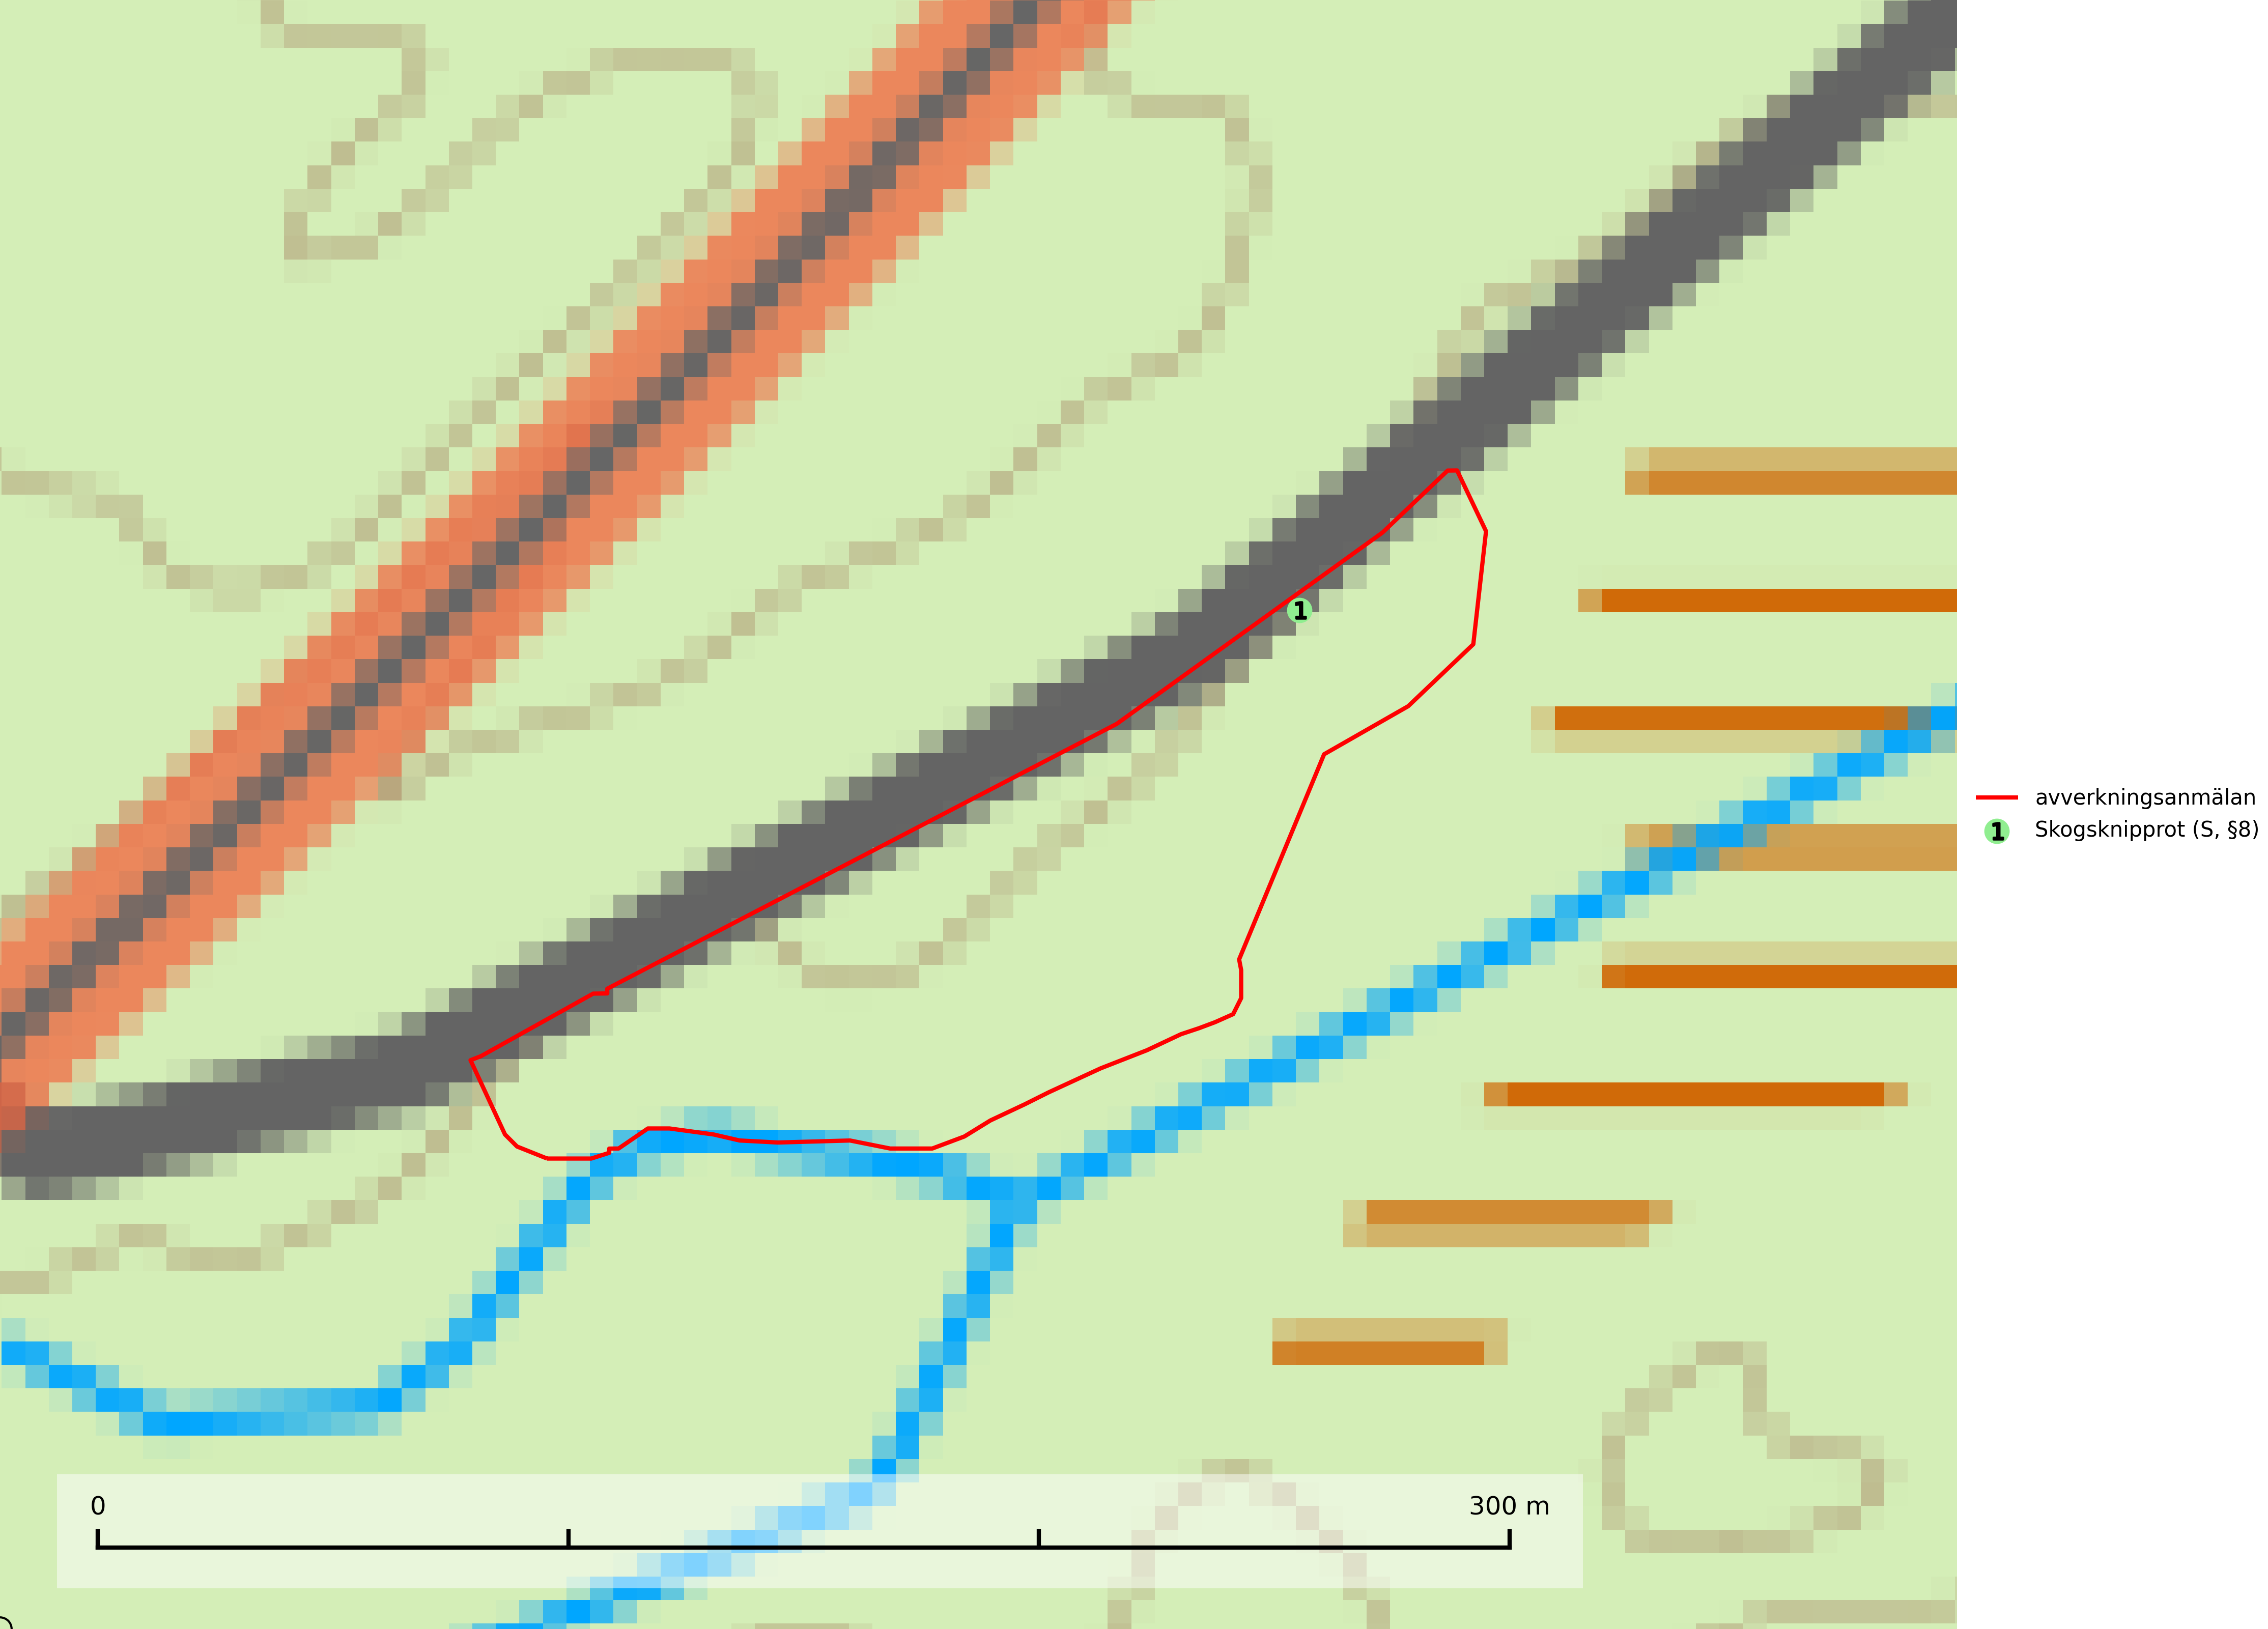 1
avverkningsanmälan
1 Skogsknipprot (S, §8)
0 300 m